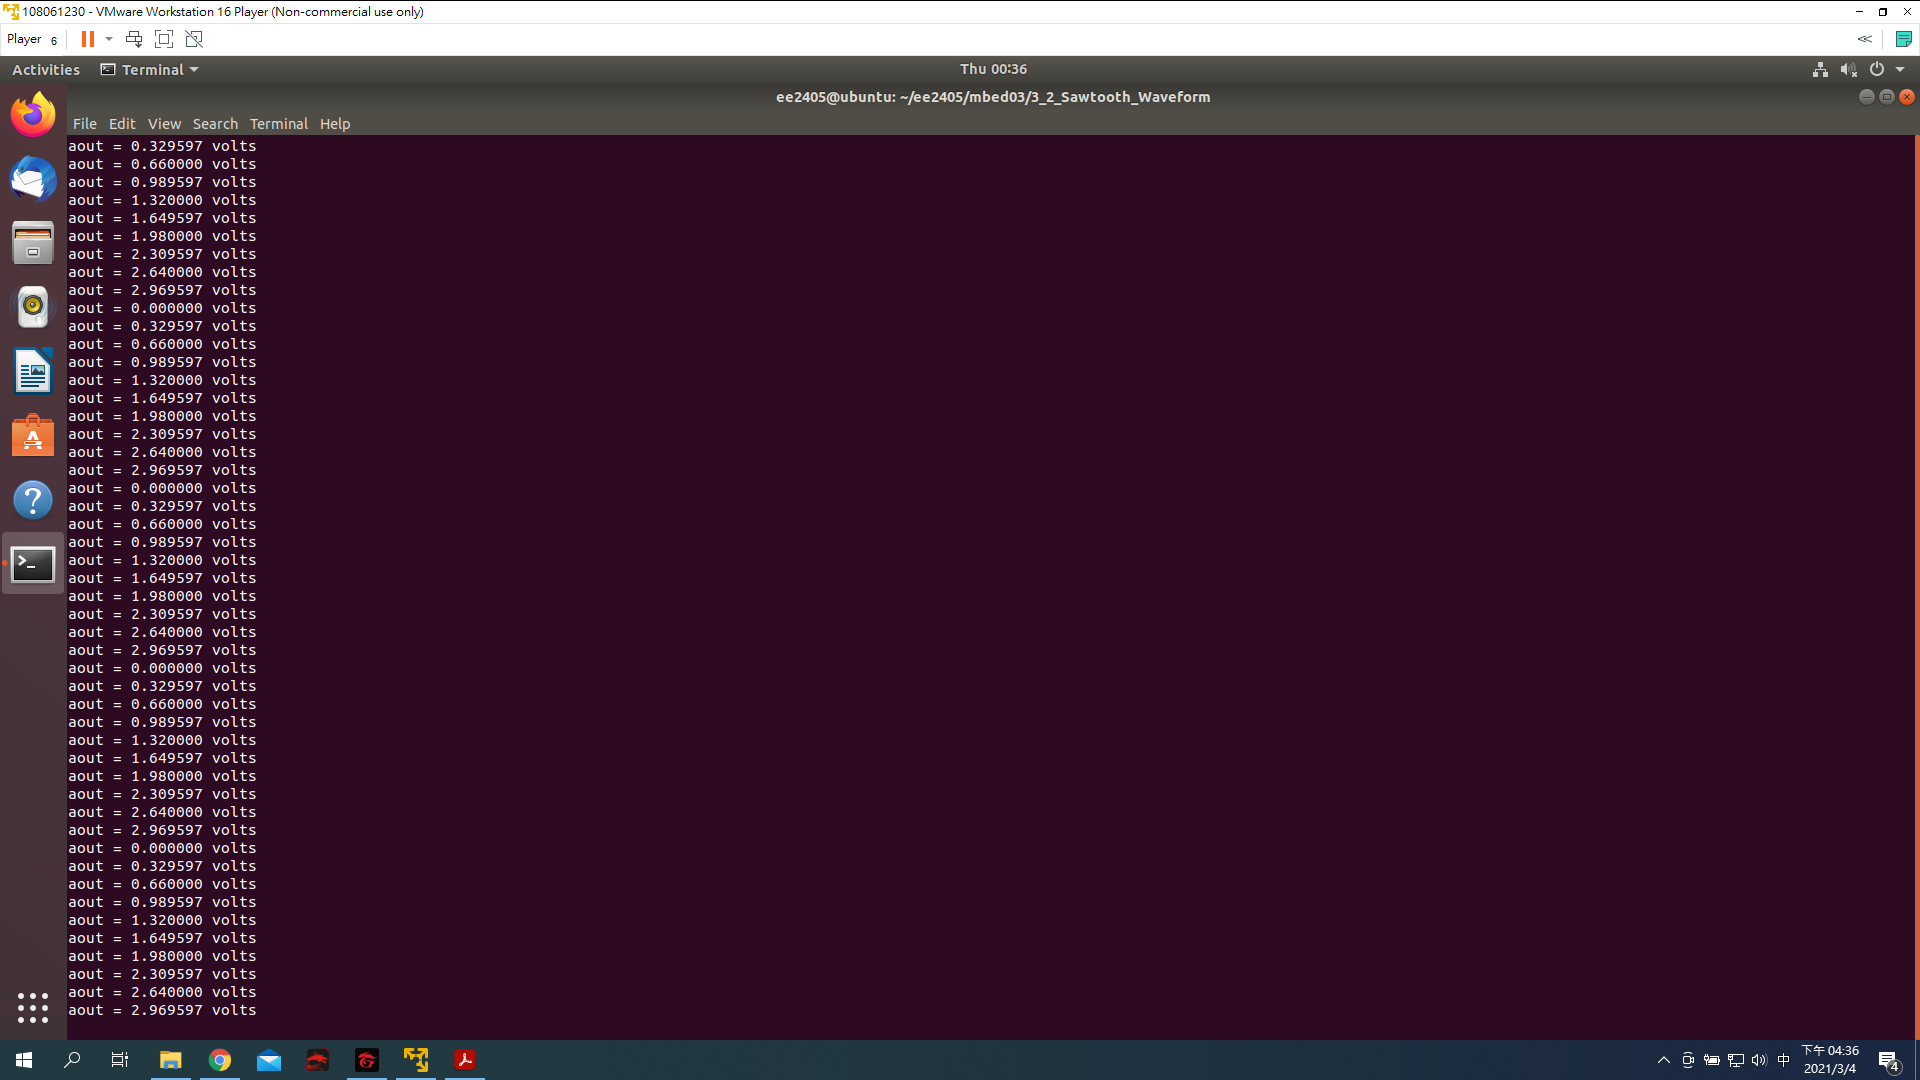 108061230 - VMware Workstation 16 Player (Non-commercial use only)
Player 6
Activities Terminal Thu 00:36
ee2405@ubuntu: ~/ee2405/mbed03/3_2_Sawtooth_Waveform
File Edit View Search Terminal Help
aout = 0.329597 volts
aout = 0.660000 volts
aout = 0.989597 volts
aout = 1.320000 volts
aout = 1.649597 volts
aout = 1.980000 volts
aout = 2.309597 volts
aout = 2.640000 volts
aout = 2.969597 volts
aout = 0.000000 volts
aout = 0.329597 volts
aout = 0.660000 volts
aout = 0.989597 volts
aout = 1.320000 volts
aout = 1.649597 volts
aout = 1.980000 volts
aout = 2.309597 volts
aout = 2.640000 volts
aout = 2.969597 volts
aout = 0.000000 volts
aout = 0.329597 volts
aout = 0.660000 volts
aout = 0.989597 volts
aout = 1.320000 volts
aout = 1.649597 volts
aout = 1.980000 volts
aout = 2.309597 volts
aout = 2.640000 volts
aout = 2.969597 volts
aout = 0.000000 volts
aout = 0.329597 volts
aout = 0.660000 volts
aout = 0.989597 volts
aout = 1.320000 volts
aout = 1.649597 volts
aout = 1.980000 volts
aout = 2.309597 volts
aout = 2.640000 volts
aout = 2.969597 volts
aout = 0.000000 volts
aout = 0.329597 volts
aout = 0.660000 volts
aout = 0.989597 volts
aout = 1.320000 volts
aout = 1.649597 volts
aout = 1.980000 volts
aout = 2.309597 volts
aout = 2.640000 volts
aout = 2.969597 volts
中 下午 04:36
2021/3/4 4